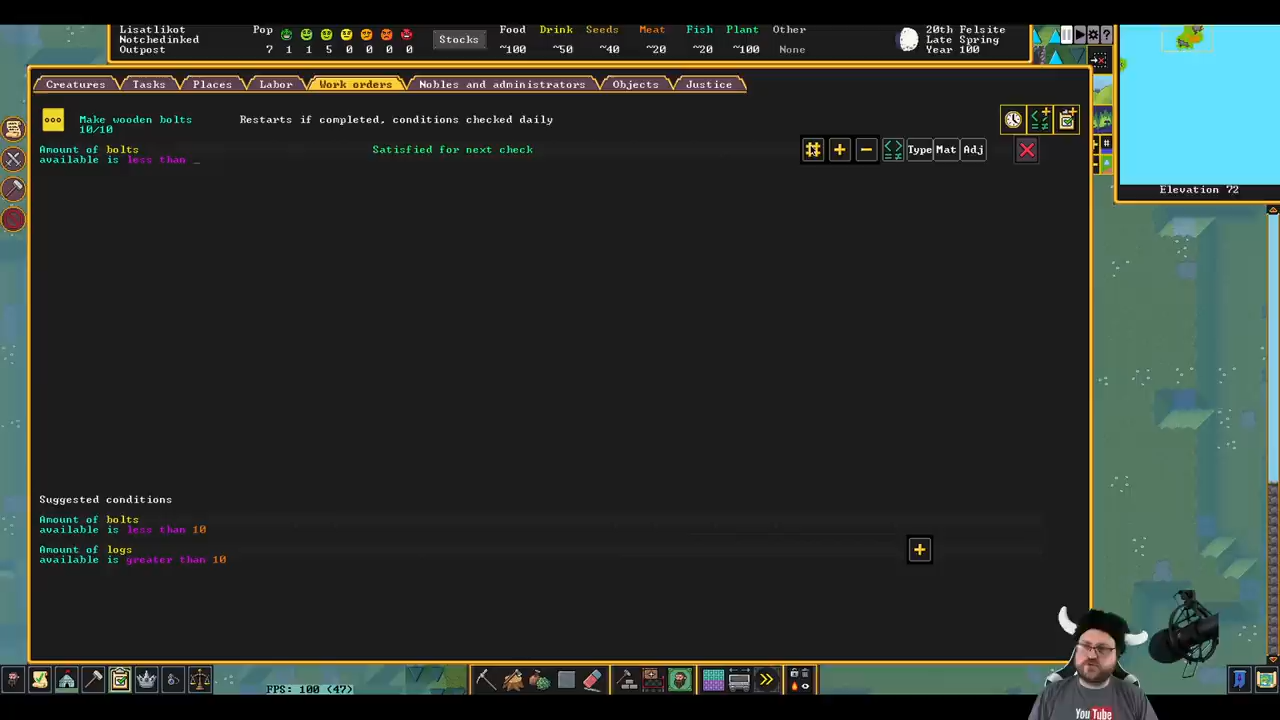 Lisatlikot
Notchedinked
Outpost
Pop
7 1 1 5 0 0 0 0
Stocks
Food Drink Seeds Meat Fish Plant Other
~100 ~50 ~40 ~20 ~20 ~100 None
20th Felsite
Late Spring
Year 100
Creatures Tasks Places Labor Work orders Nobles and administrators Objects Justice
Make wooden bolts
10/10
Restarts if completed, conditions checked daily
Amount of bolts
available is less than _
Satisfied for next check
Type Mat Adj
Elevation 72
Suggested conditions
Amount of bolts
available is less than 10
Amount of logs
available is greater than 10
FPS: 100 (47)
You Tube